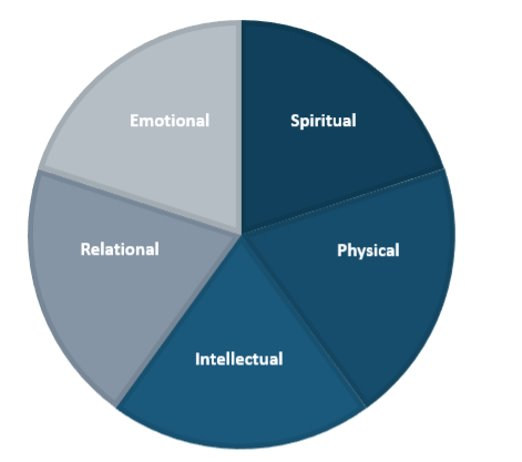 Emotional
Spiritual
Relational
Physical
Intellectual